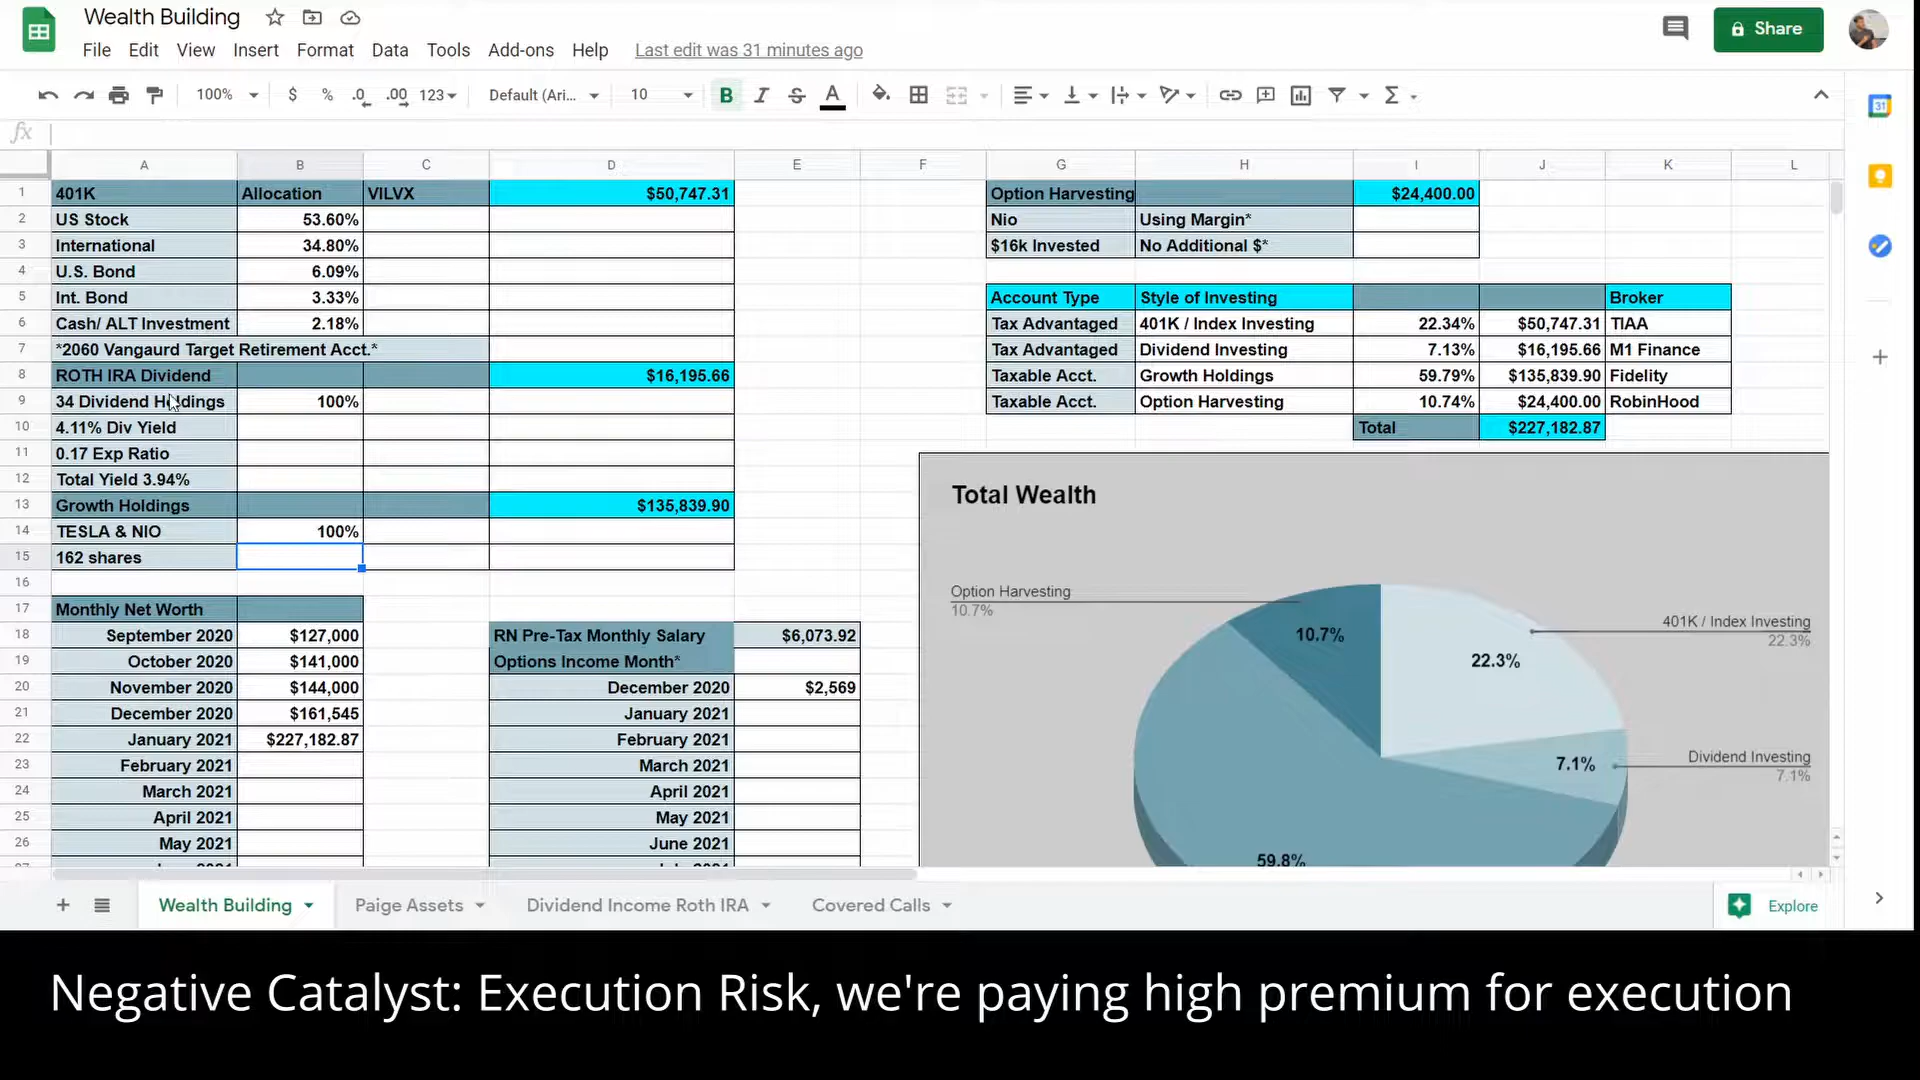 Wealth Building
File Edit View Insert Format Data Tools Add-ons Help Last edit was 31 minutes ago
Share
100% $ % .0 .00 123 Default (Ari... 10 B I S A
31
fx
A B C D E F G H I J K L
1 401K Allocation VILVX $50,747.31 Option Harvesting $24,400.00
2 US Stock 53.60% Nio Using Margin*
3 International 34.80% $16k Invested No Additional $*
4 U.S. Bond 6.09%
5 Int. Bond 3.33% Account Type Style of Investing Broker
6 Cash/ ALT Investment 2.18% Tax Advantaged 401K / Index Investing 22.34% $50,747.31 TIAA
7 *2060 Vangaurd Target Retirement Acct.* Tax Advantaged Dividend Investing 7.13% $16,195.66 M1 Finance
8 ROTH IRA Dividend $16,195.66 Taxable Acct. Growth Holdings 59.79% $135,839.90 Fidelity
9 34 Dividend Holdings 100% Taxable Acct. Option Harvesting 10.74% $24,400.00 RobinHood
10 4.11% Div Yield Total $227,182.87
11 0.17 Exp Ratio
12 Total Yield 3.94%
13 Growth Holdings $135,839.90
14 TESLA & NIO 100%
15 162 shares
16
17 Monthly Net Worth
18 September 2020 $127,000 RN Pre-Tax Monthly Salary $6,073.92
19 October 2020 $141,000 Options Income Month*
20 November 2020 $144,000 December 2020 $2,569
21 December 2020 $161,545 January 2021
22 January 2021 $227,182.87 February 2021
23 February 2021 March 2021
24 March 2021 April 2021
25 April 2021 May 2021
26 May 2021 June 2021
Total Wealth
Option Harvesting
10.7%
10.7%
401K / Index Investing
22.3%
22.3%
Dividend Investing
7.1%
7.1%
59.8%
Wealth Building Paige Assets Dividend Income Roth IRA Covered Calls Explore
Negative Catalyst: Execution Risk, we're paying high premium for execution